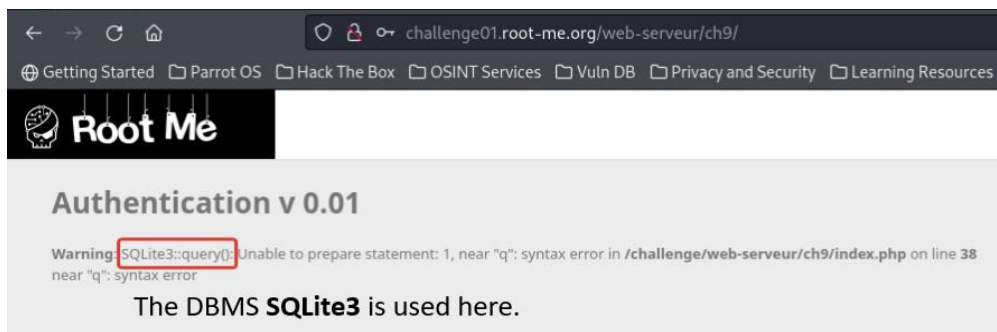 challenge01.root-me.org/web-serveur/ch9/
Getting Started Parrot OS Hack The Box OSINT Services Vuln DB Privacy and Security Learning Resources
Root Me
Authentication v 0.01
Warning: SQLite3::query(): Unable to prepare statement: 1, near "q": syntax error in /challenge/web-serveur/ch9/index.php on line 38
near "q": syntax error
The DBMS SQLite3 is used here.